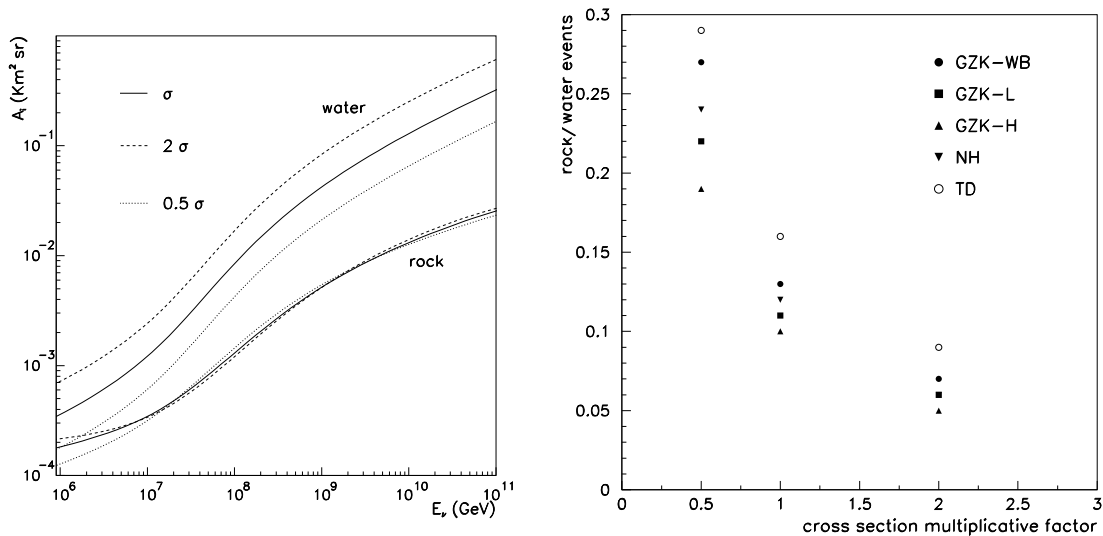 A_i (Km² sr)
10⁻¹
10⁻²
10⁻³
10⁻⁴
σ
2 σ
0.5 σ
water
rock
10⁶ 10⁷ 10⁸ 10⁹ 10¹⁰ 10¹¹
E_ν (GeV)
rock/water events
0.3
0.25
0.2
0.15
0.1
0.05
0
GZK−WB
GZK−L
GZK−H
NH
TD
0 0.5 1 1.5 2 2.5 3
cross section multiplicative factor